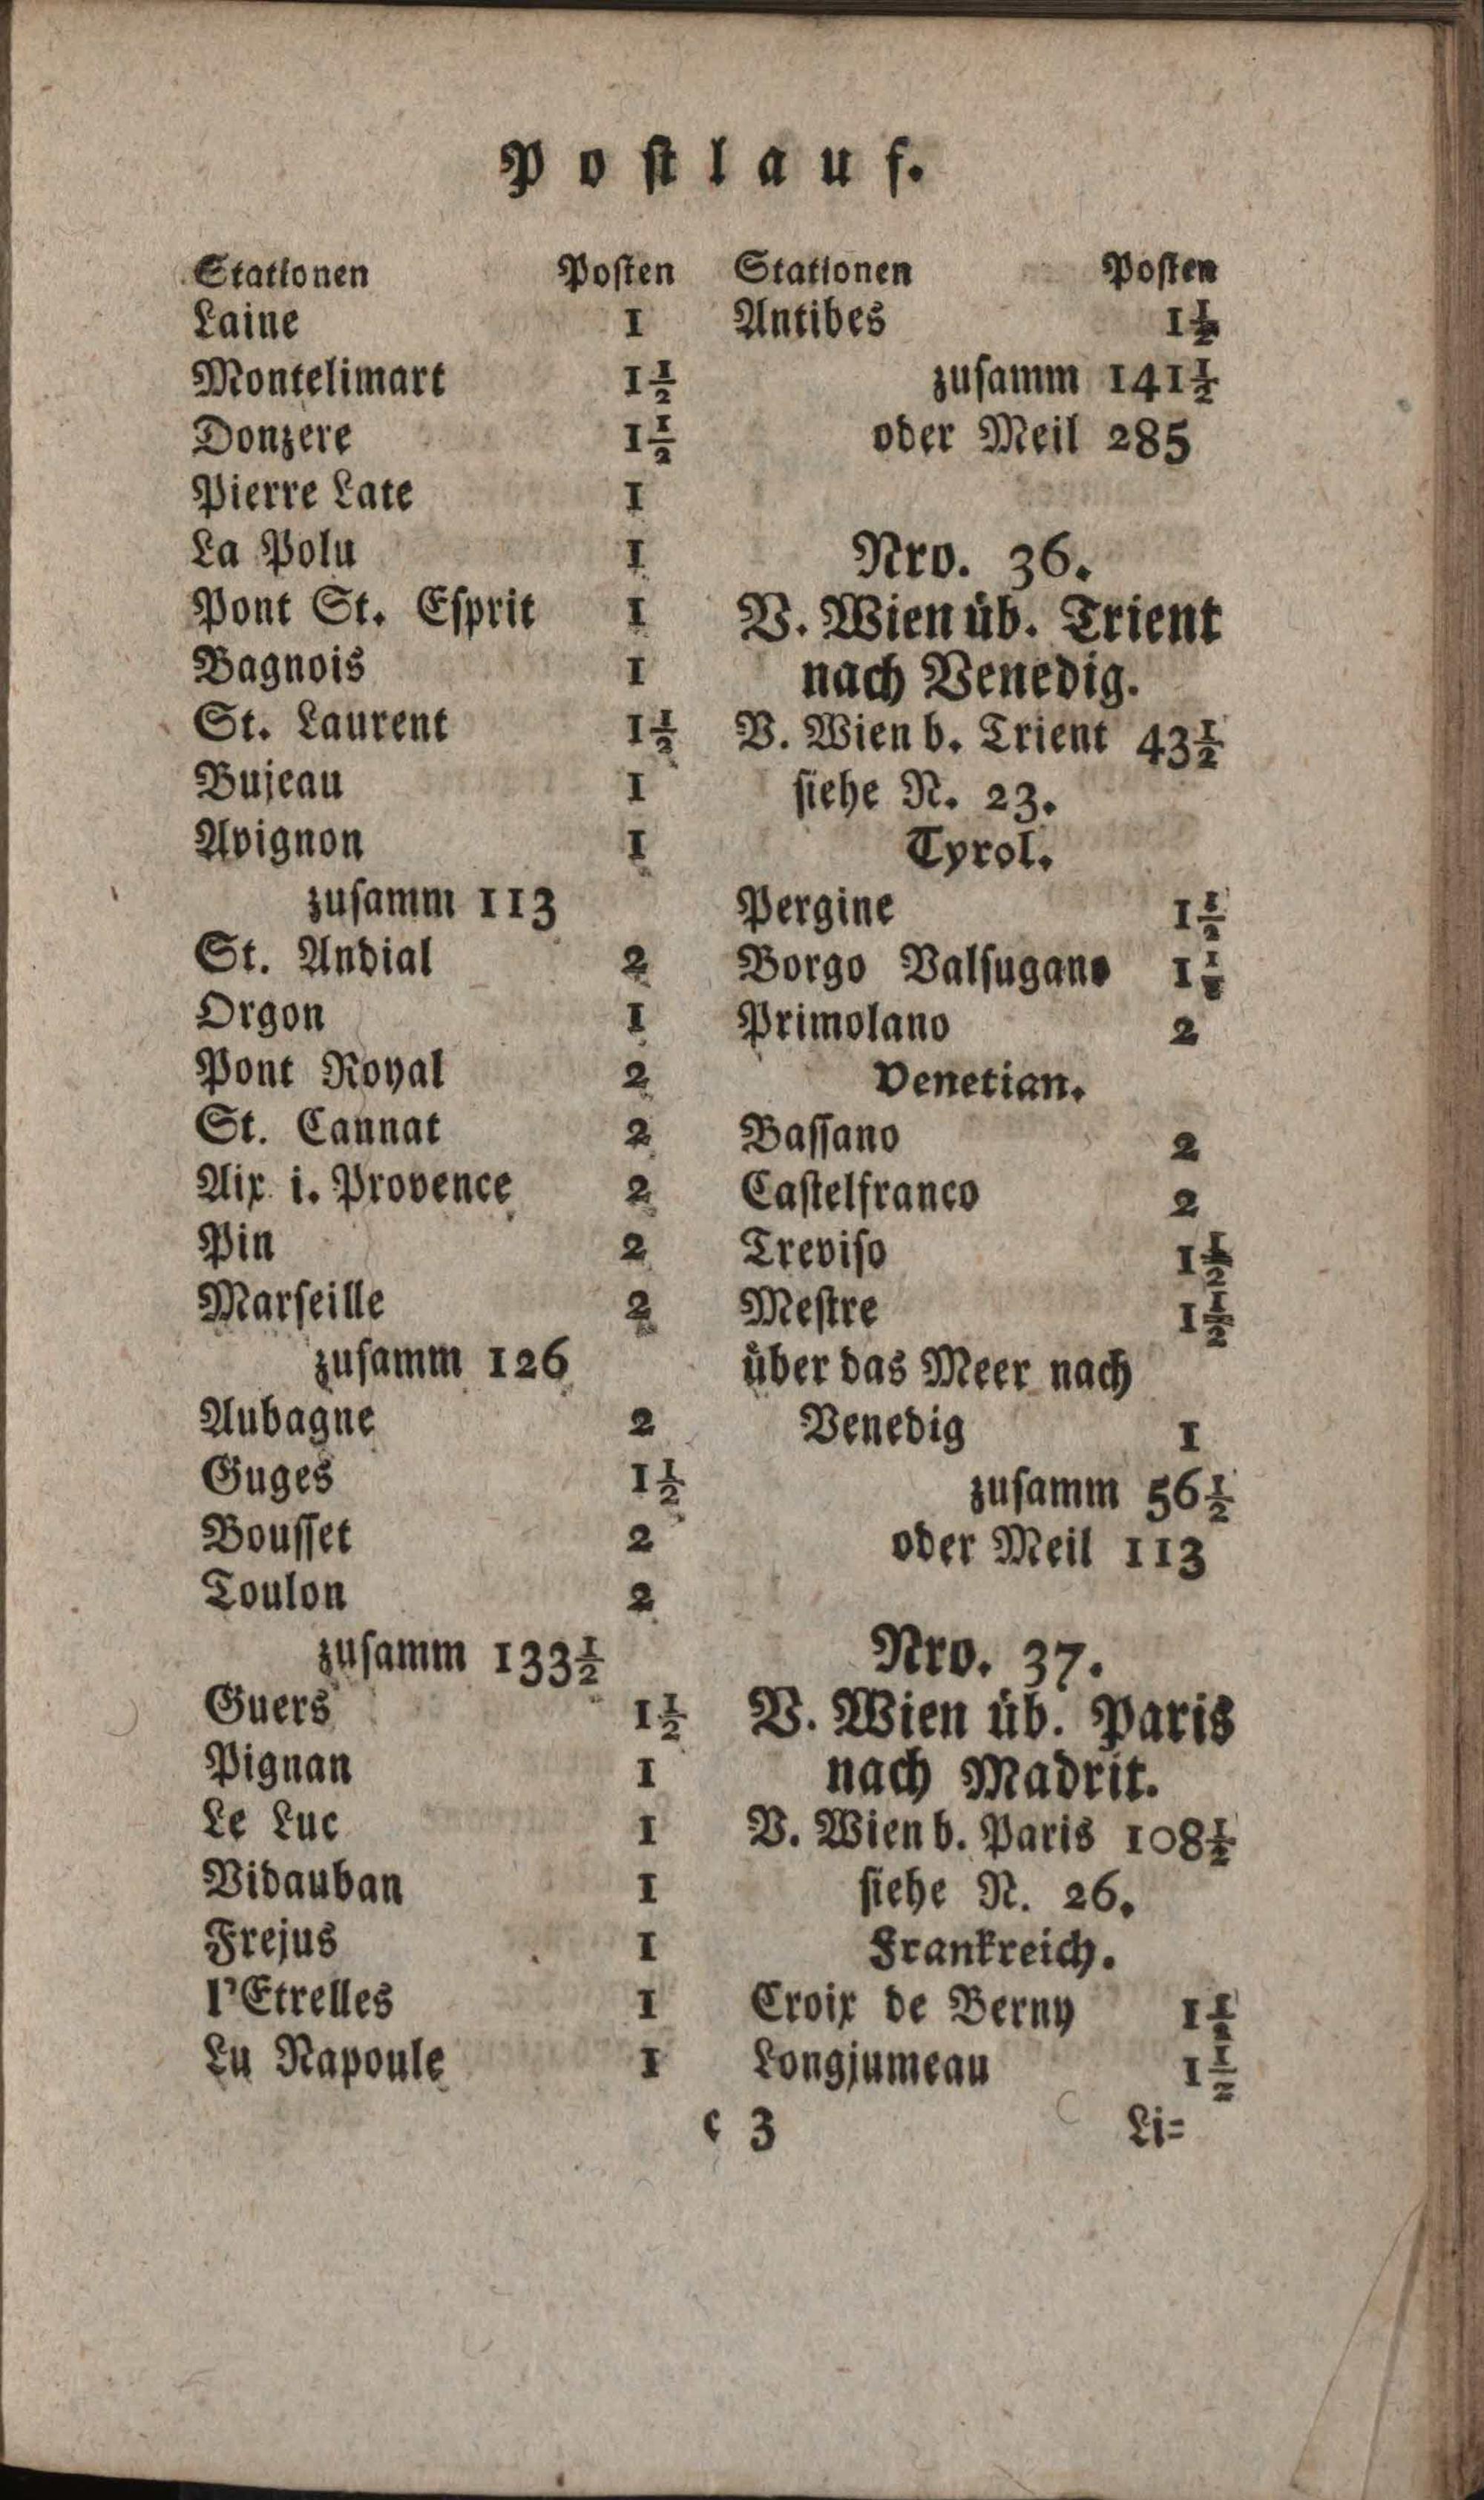 Postlauf.
Stationen Posten
Laine 1
Montelimart 1½
Donzere 1½
Pierre Late 1
La Polu 1
Pont St. Esprit 1
Bagnois 1
St. Laurent 1½
Bujeau 1
Avignon 1
zusamm 113
St. Andial 2
Orgon 1
Pont Royal 2
St. Cannat 2
Aix i. Provence 2
Pin 2
Marseille 2
zusamm 126
Aubagne 2
Guges 1½
Bousset 2
Toulon 2
zusamm 133½
Guers 1½
Pignan 1
Le Luc 1
Vidauban 1
Frejus 1
l'Etrelles 1
Lu Napoule 1
Stationen Posten
Antibes 1½
zusamm 141½
oder Meil 285
Nro. 36.
V. Wien üb. Trient
nach Venedig.
V. Wien b. Trient 43½
siehe N. 23.
Tyrol.
Pergine 1½
Borgo Valsugano 1½
Primolano 2
Venetian.
Bassano 2
Castelfranco 2
Treviso 1½
Mestre 1½
über das Meer nach
Venedig 1
zusamm 56½
oder Meil 113
Nro. 37.
V. Wien üb. Paris
nach Madrit.
V. Wien b. Paris 108½
siehe N. 26.
Frankreich.
Croix de Berny 1½
Longjumeau 1½
c 3 Li=